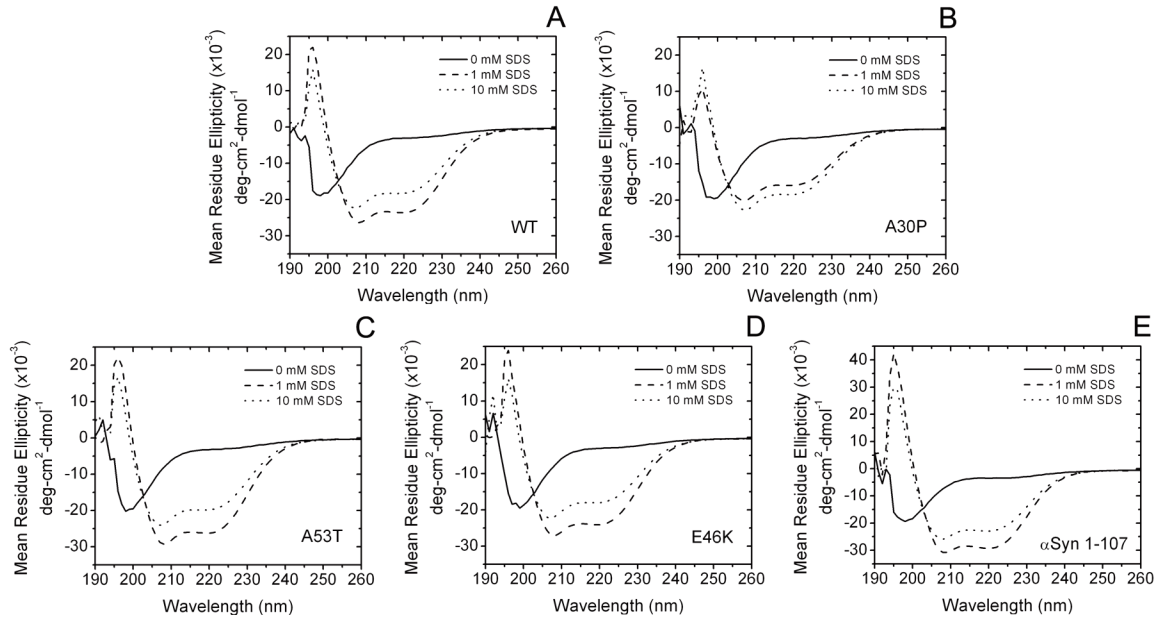 A
Mean Residue Ellipticity (x10⁻³)
deg-cm²-dmol⁻¹
20
10
0
-10
-20
-30
0 mM SDS
1 mM SDS
10 mM SDS
WT
190 200 210 220 230 240 250 260
Wavelength (nm)
B
Mean Residue Ellipticity (x10⁻³)
deg-cm²-dmol⁻¹
20
10
0
-10
-20
-30
0 mM SDS
1 mM SDS
10 mM SDS
A30P
190 200 210 220 230 240 250 260
Wavelength (nm)
C
Mean Residue Ellipticity (x10⁻³)
deg-cm²-dmol⁻¹
20
10
0
-10
-20
-30
0 mM SDS
1 mM SDS
10 mM SDS
A53T
190 200 210 220 230 240 250 260
Wavelength (nm)
D
Mean Residue Ellipticity (x10⁻³)
deg-cm²-dmol⁻¹
20
10
0
-10
-20
-30
0 mM SDS
1 mM SDS
10 mM SDS
E46K
190 200 210 220 230 240 250 260
Wavelength (nm)
E
Mean Residue Ellipticity (x10⁻³)
deg-cm²-dmol⁻¹
40
30
20
10
0
-10
-20
-30
0 mM SDS
1 mM SDS
10 mM SDS
αSyn 1-107
190 200 210 220 230 240 250 260
Wavelength (nm)